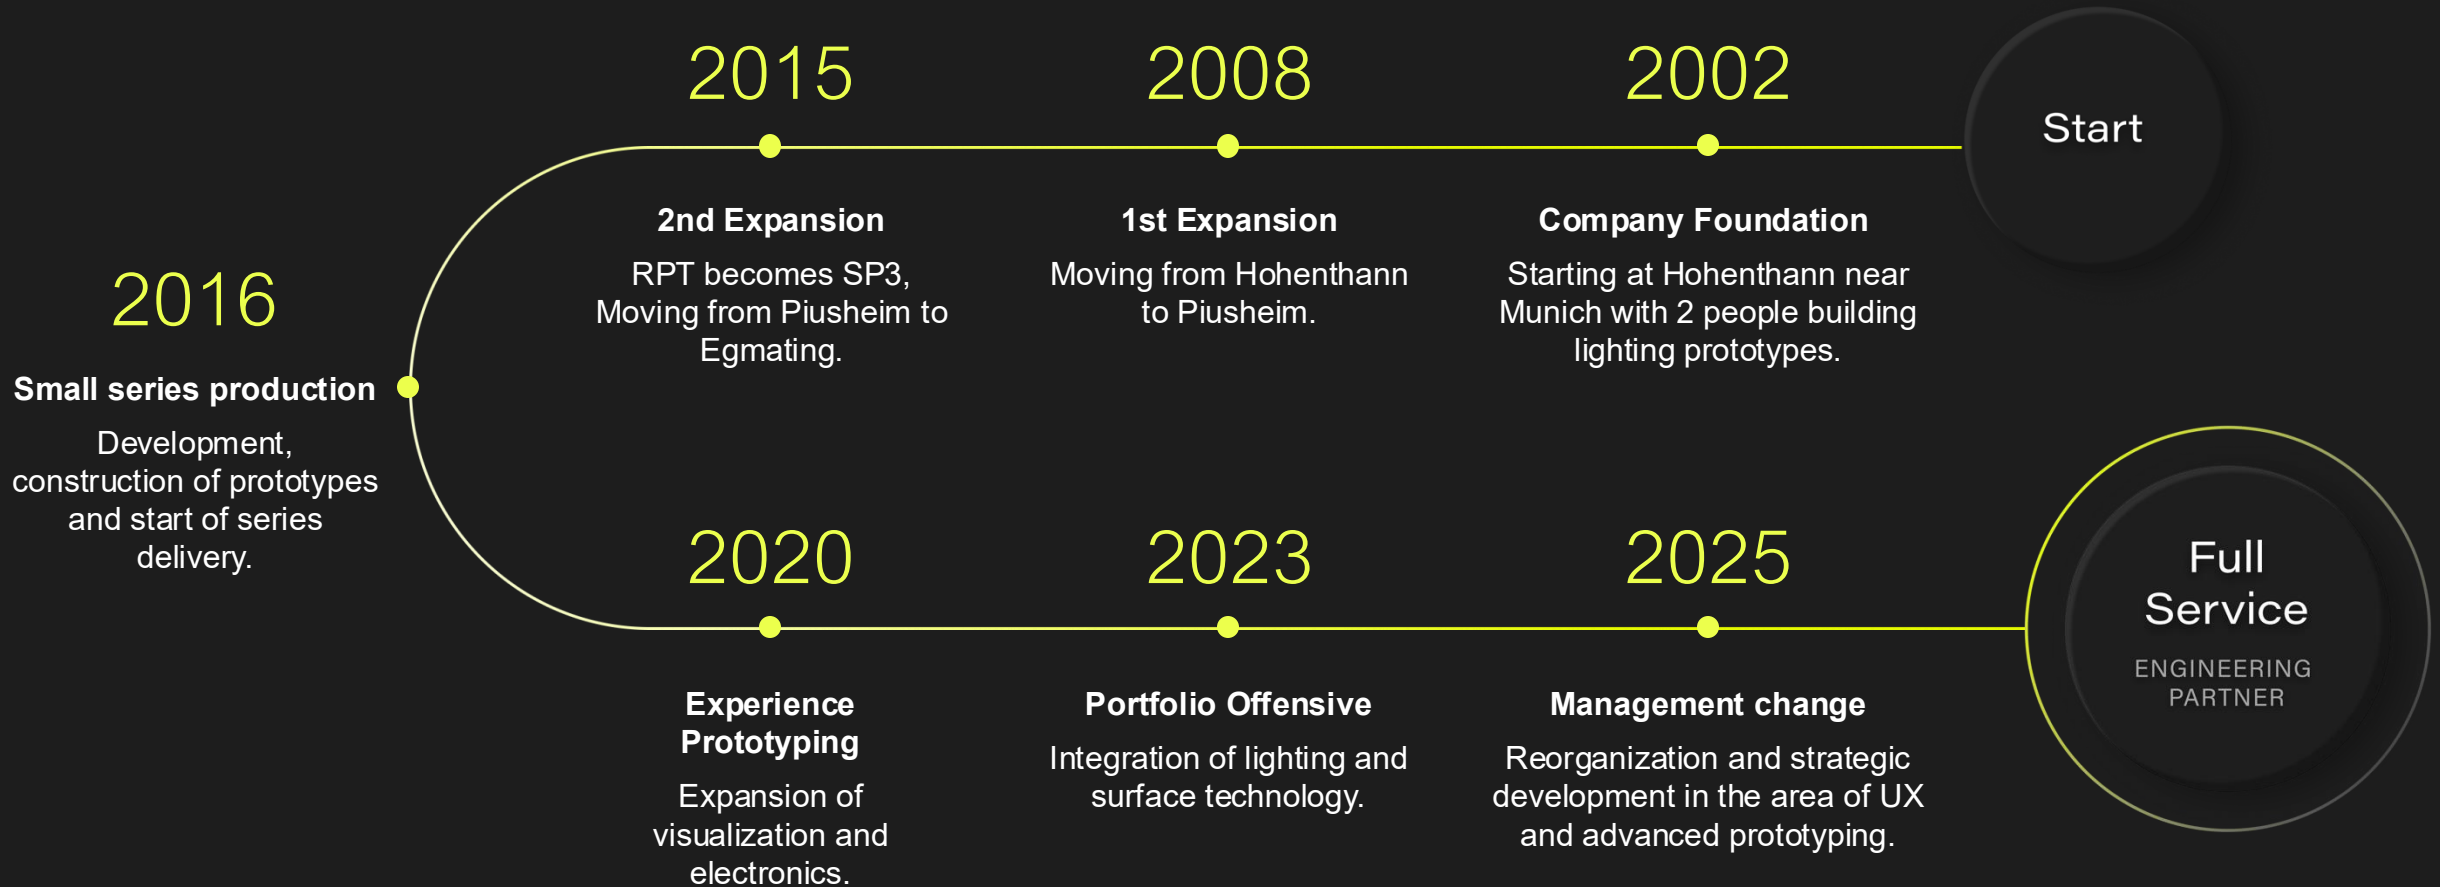 Start
2002
Company Foundation
Starting at Hohenthann near
Munich with 2 people building
lighting prototypes.
2008
1st Expansion
Moving from Hohenthann
to Piusheim.
2015
2nd Expansion
RPT becomes SP3,
Moving from Piusheim to
Egmating.
2016
Small series production
Development,
construction of prototypes
and start of series
delivery.
2020
Experience
Prototyping
Expansion of
visualization and
electronics.
2023
Portfolio Offensive
Integration of lighting and
surface technology.
2025
Management change
Reorganization and strategic
development in the area of UX
and advanced prototyping.
Full
Service
ENGINEERING
PARTNER